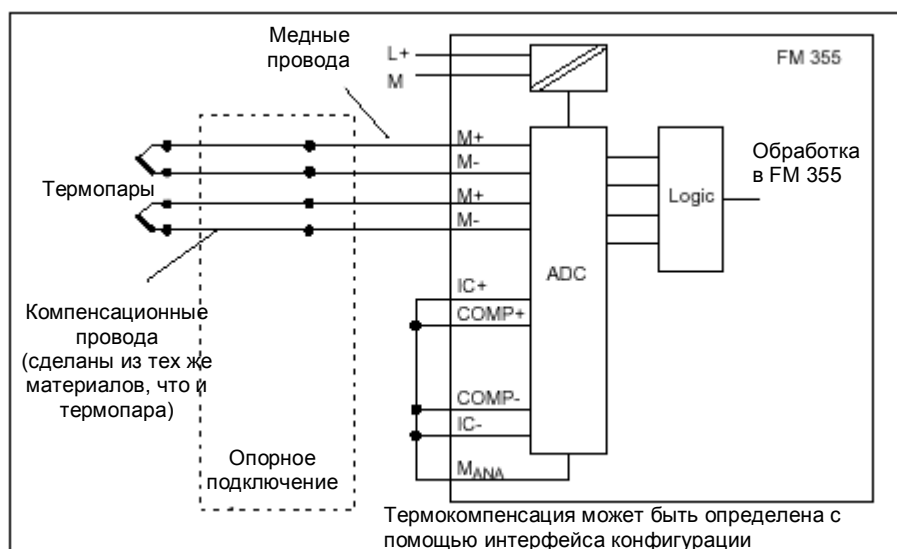 Медные
провода
L+
M
FM 355
M+
M-
M+
M-
Термопары
Обработка
в FM 355
Logic
ADC
IC+
COMP+
Компенсационные
провода
(сделаны из тех же
материалов, что и
термопара)
COMP-
IC-
MANA
Опорное
подключение
Термокомпенсация может быть определена с
помощью интерфейса конфигурации